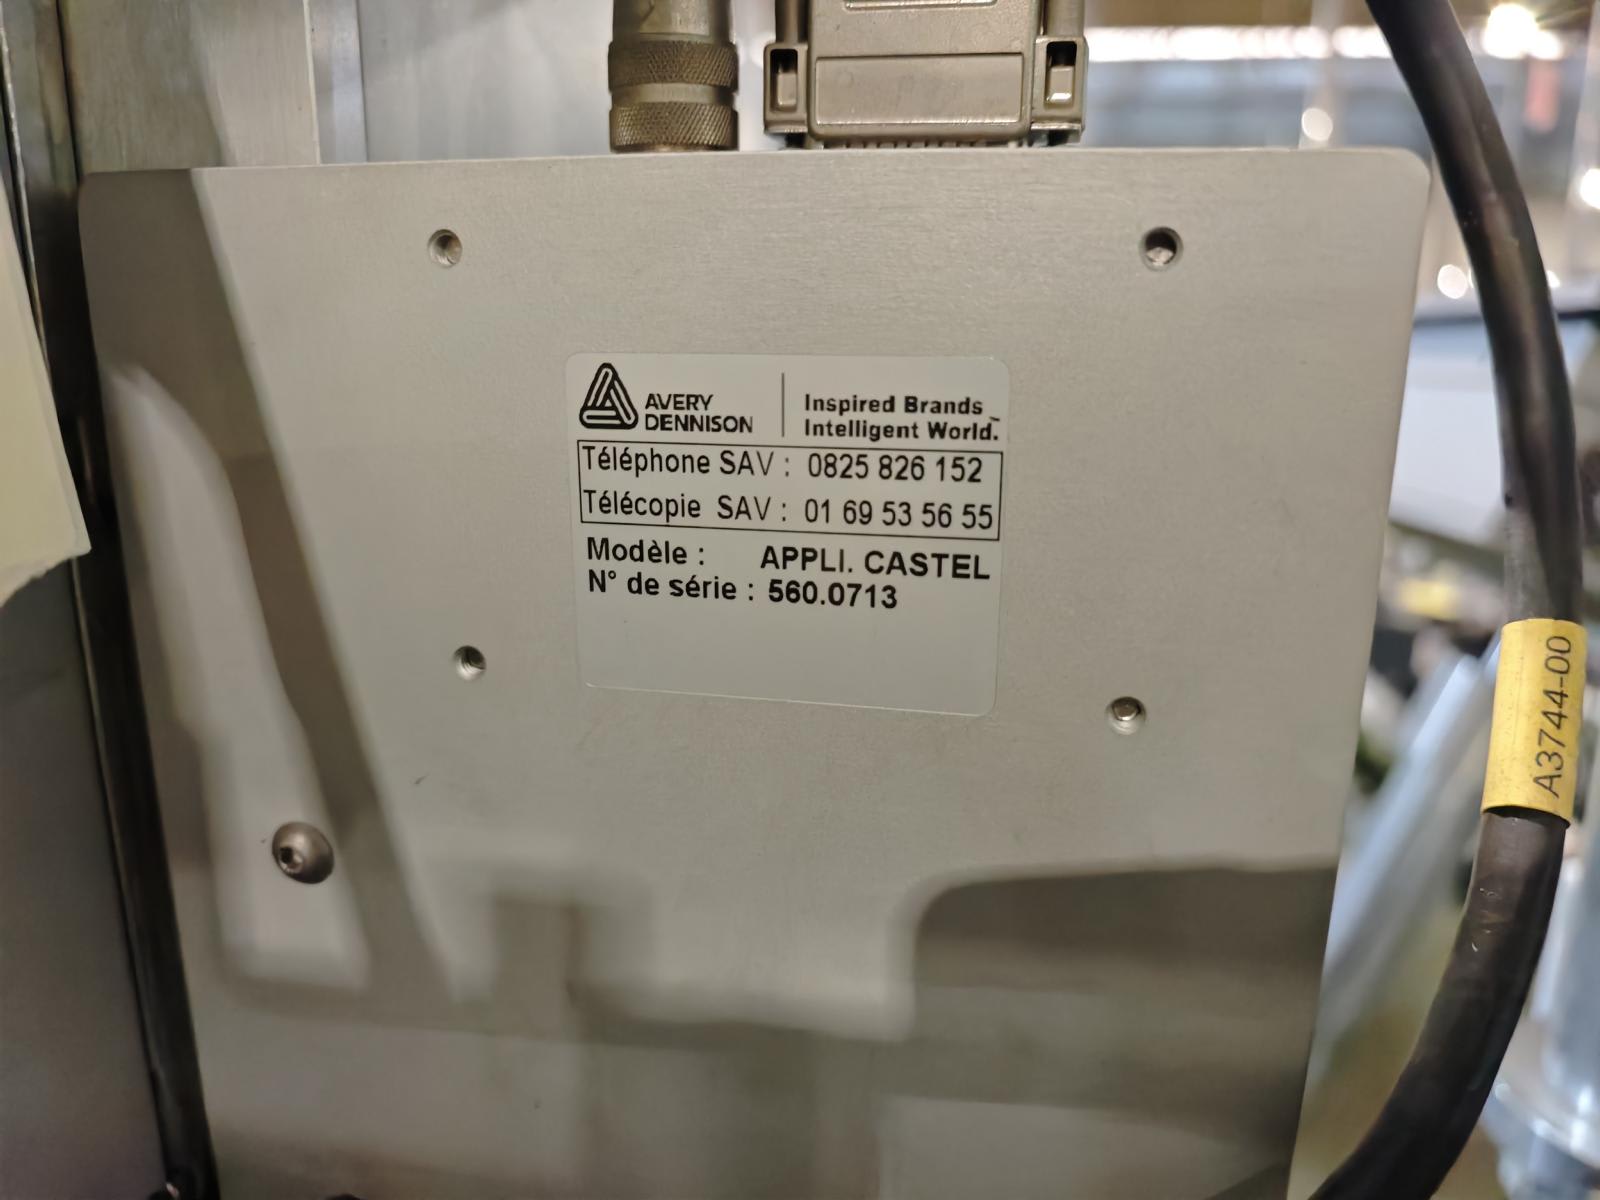 AVERY
DENNISON
Inspired Brands
Intelligent World.
Téléphone SAV : 0825 826 152
Télécopie SAV : 01 69 53 56 55
Modèle : APPLI. CASTEL
N° de série : 560.0713
A3744-00